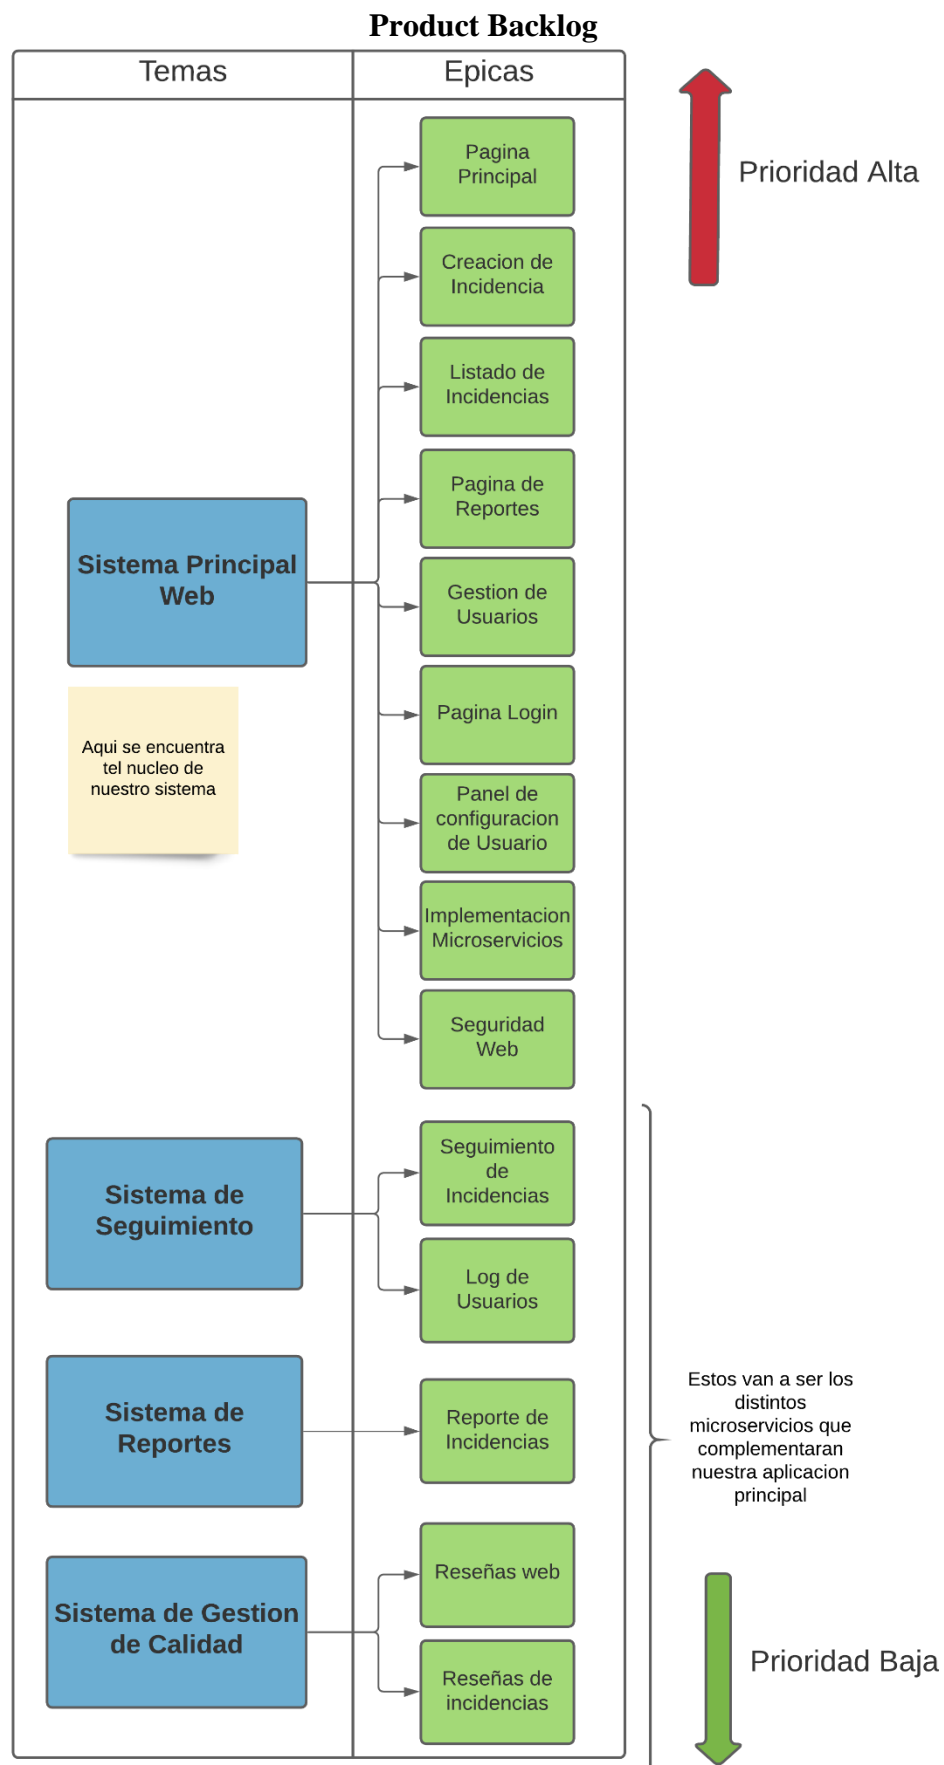 Product Backlog
Temas
Epicas
Pagina
Principal
Prioridad Alta
Creacion de
Incidencia
Listado de
Incidencias
Pagina de
Reportes
Sistema Principal
Web
Gestion de
Usuarios
Pagina Login
Aqui se encuentra
tel nucleo de
nuestro sistema
Panel de
configuracion
de Usuario
Implementacion
Microservicios
Seguridad
Web
Sistema de
Seguimiento
Seguimiento
de
Incidencias
Log de
Usuarios
Sistema de
Reportes
Reporte de
Incidencias
Estos van a ser los
distintos
microservicios que
complementaran
nuestra aplicacion
principal
Sistema de Gestion
de Calidad
Reseñas web
Reseñas de
incidencias
Prioridad Baja